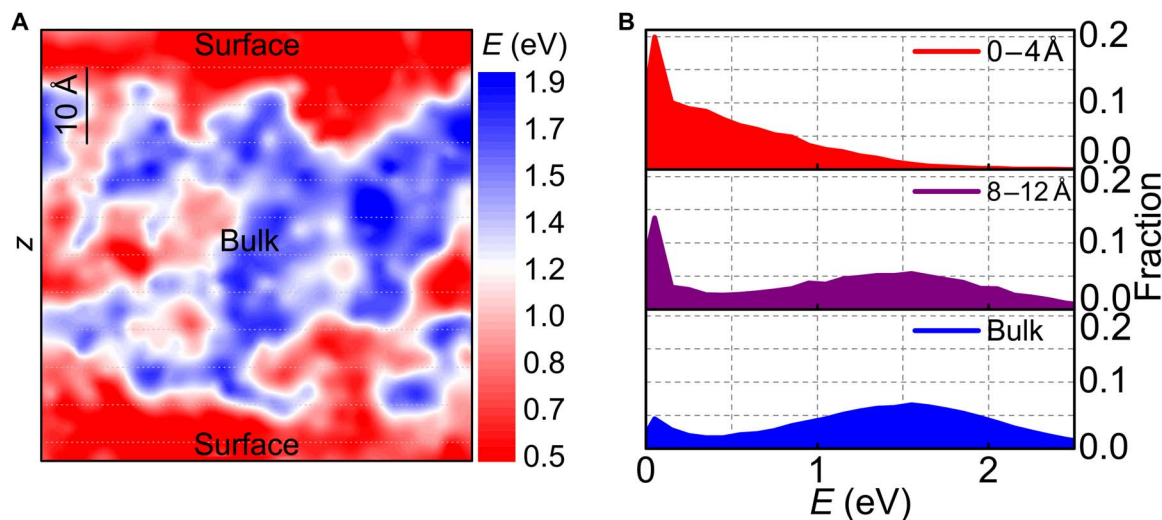 A
Surface
E (eV)
10 Å
1.9
1.7
1.5
1.4
1.2
1.0
0.8
0.7
0.5
z
Bulk
Surface
B
0–4 Å
0.2
0.1
0.0
8–12 Å
0.2
0.1
0.0
Bulk
0.2
0.1
0.0
Fraction
0
1
2
E (eV)